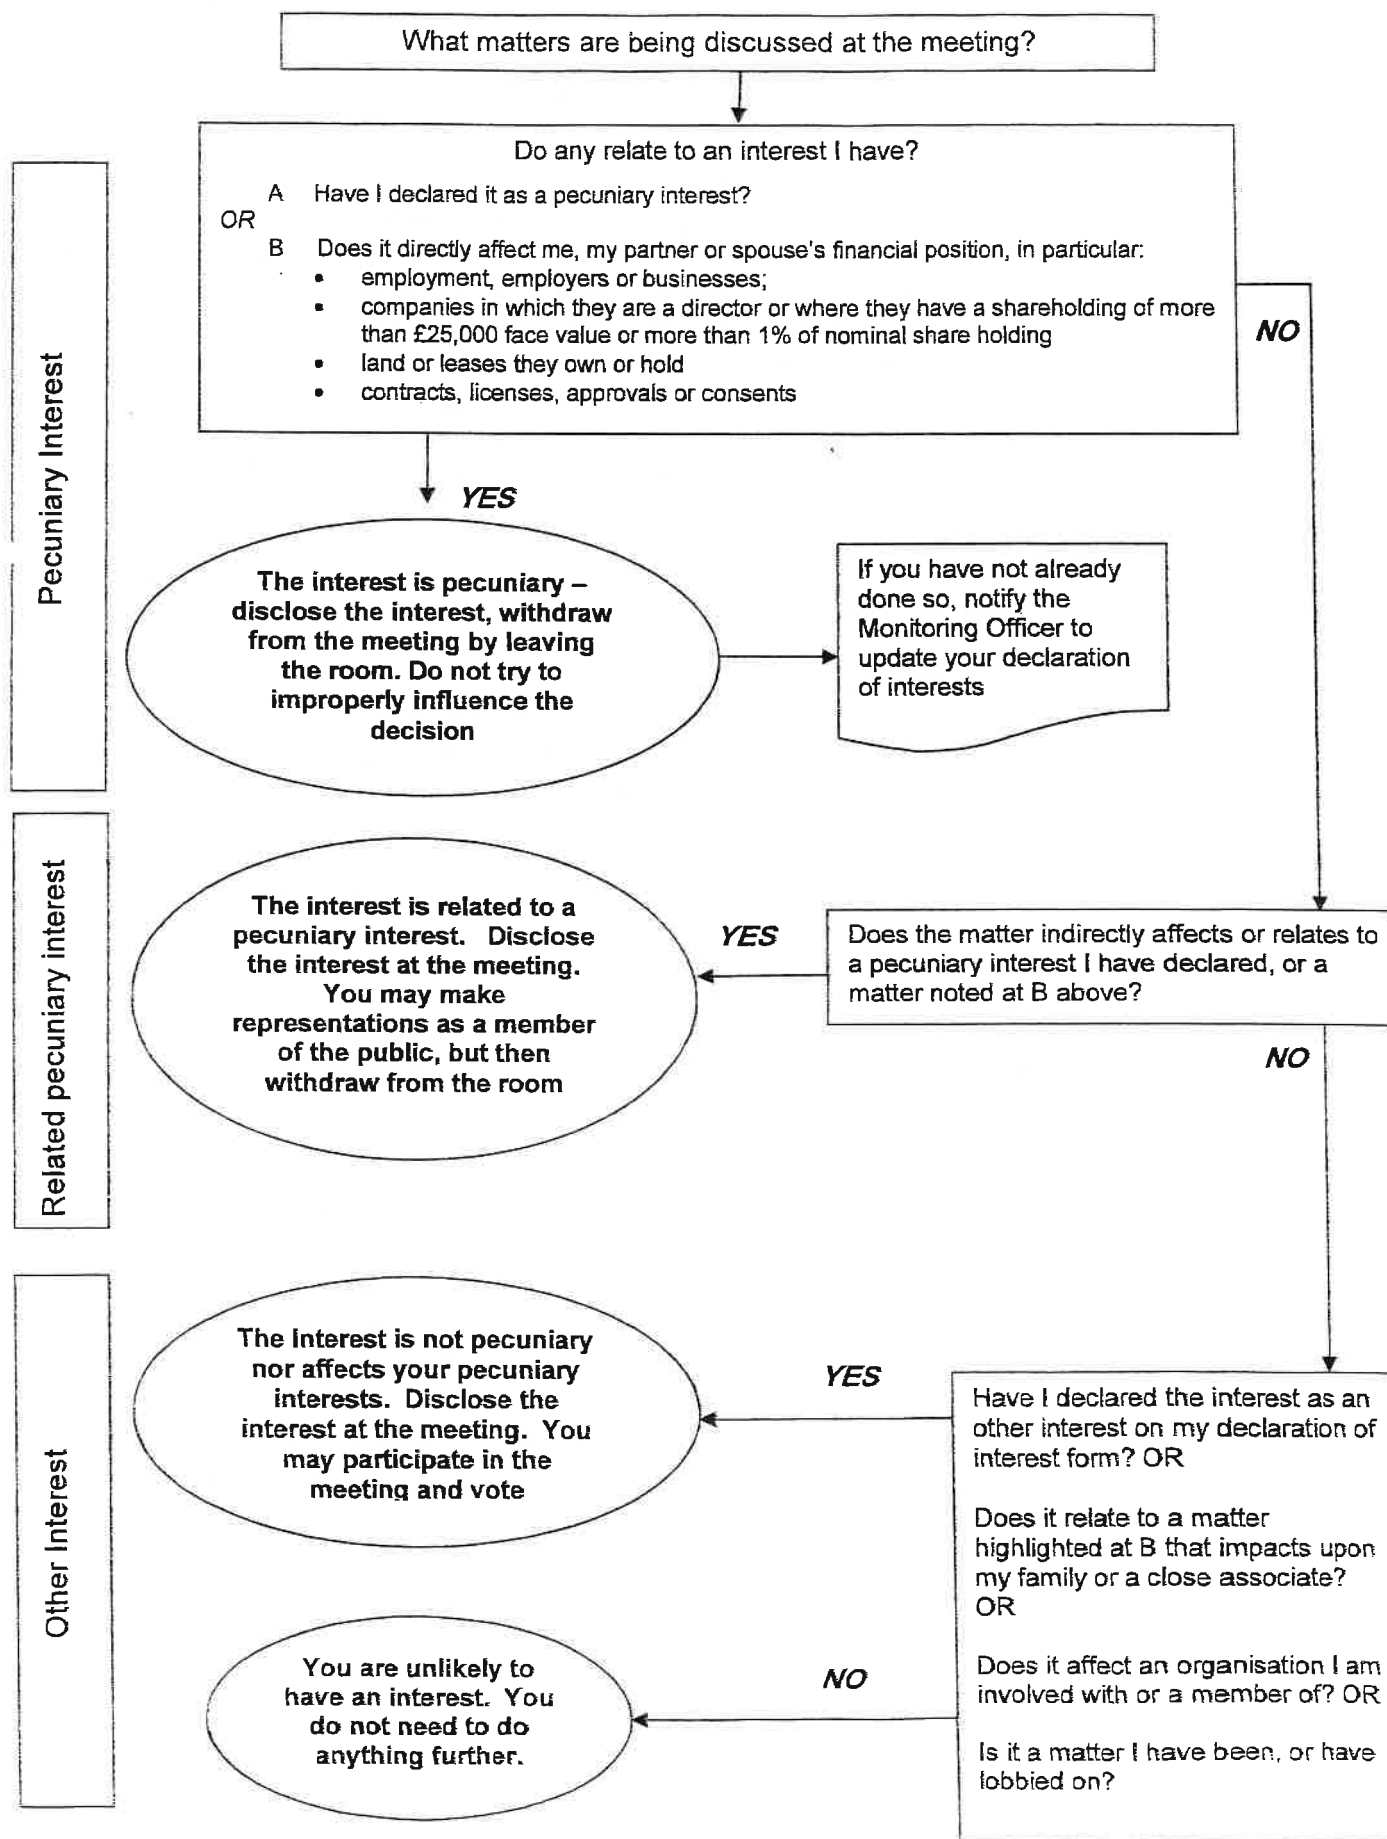 What matters are being discussed at the meeting?
Do any relate to an interest I have?
A Have I declared it as a pecuniary interest?
OR
B Does it directly affect me, my partner or spouse's financial position, in particular:
• employment, employers or businesses;
• companies in which they are a director or where they have a shareholding of more
than £25,000 face value or more than 1% of nominal share holding
• land or leases they own or hold
• contracts, licenses, approvals or consents
NO
Pecuniary Interest
YES
The interest is pecuniary –
disclose the interest, withdraw
from the meeting by leaving
the room. Do not try to
improperly influence the
decision
If you have not already
done so, notify the
Monitoring Officer to
update your declaration
of interests
Related pecuniary interest
The interest is related to a
pecuniary interest. Disclose
the interest at the meeting.
You may make
representations as a member
of the public, but then
withdraw from the room
YES
Does the matter indirectly affects or relates to
a pecuniary interest I have declared, or a
matter noted at B above?
NO
Other Interest
The Interest is not pecuniary
nor affects your pecuniary
interests. Disclose the
interest at the meeting. You
may participate in the
meeting and vote
YES
Have I declared the interest as an
other interest on my declaration of
interest form? OR
Does it relate to a matter
highlighted at B that impacts upon
my family or a close associate?
OR
Does it affect an organisation I am
involved with or a member of? OR
Is it a matter I have been, or have
lobbied on?
NO
You are unlikely to
have an interest. You
do not need to do
anything further.